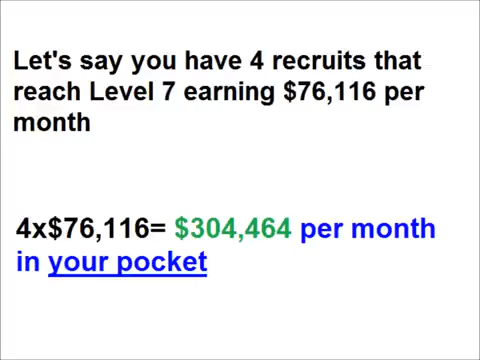 Let's say you have 4 recruits that
reach Level 7 earning $76,116 per
month
4x$76,116= $304,464 per month
in your pocket